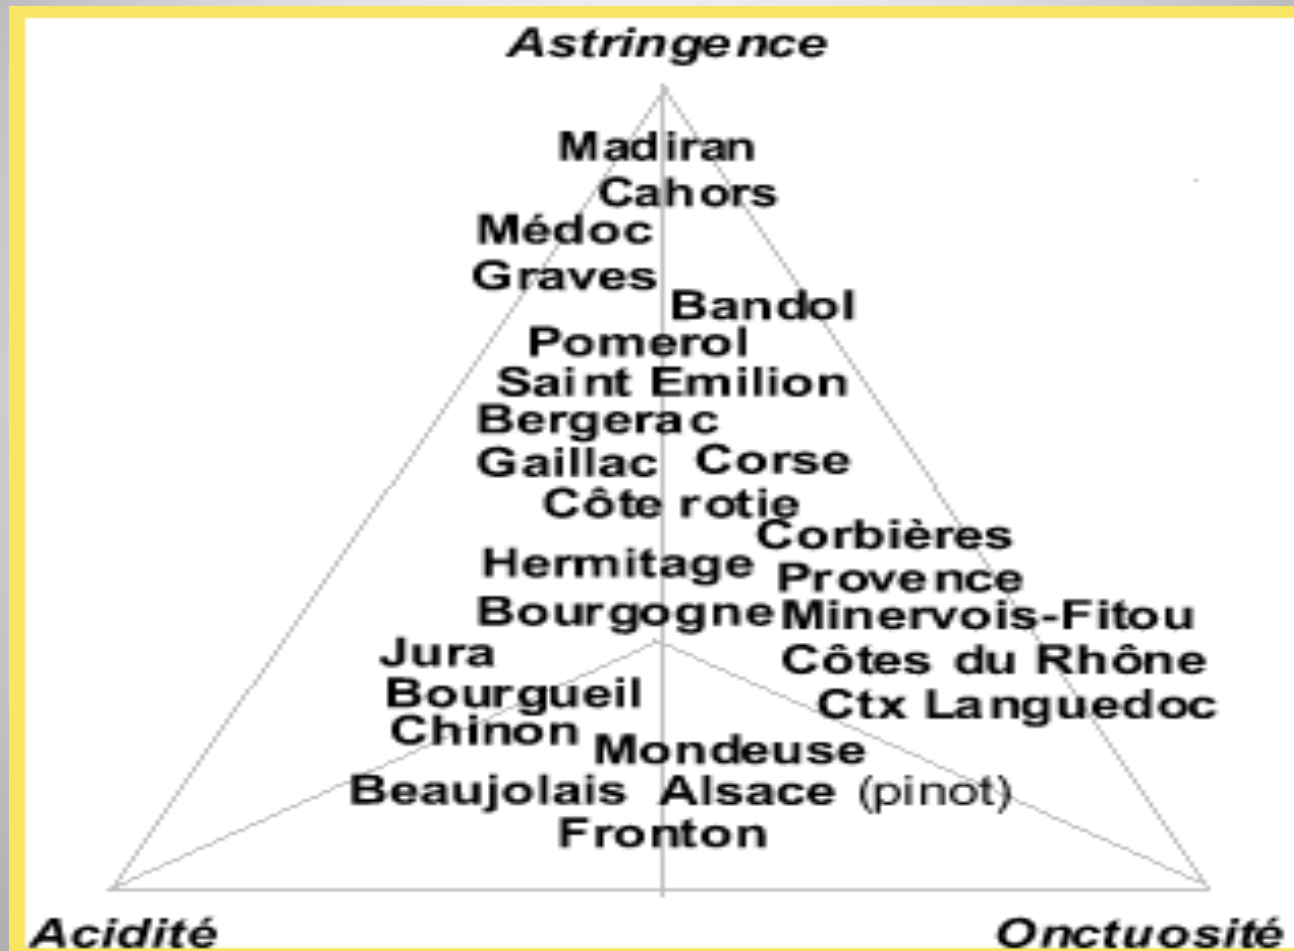 Astringence
Madiran
Cahors
Médoc
Graves
Bandol
Pomerol
Saint Emilion
Bergerac
Gaillac Corse
Côte rotie
Corbières
Hermitage
Provence
Bourgogne Minervois-Fitou
Jura
Côtes du Rhône
Bourgueil
Ctx Languedoc
Chinon
Mondeuse
Beaujolais Alsace (pinot)
Fronton
Acidité
Onctuosité